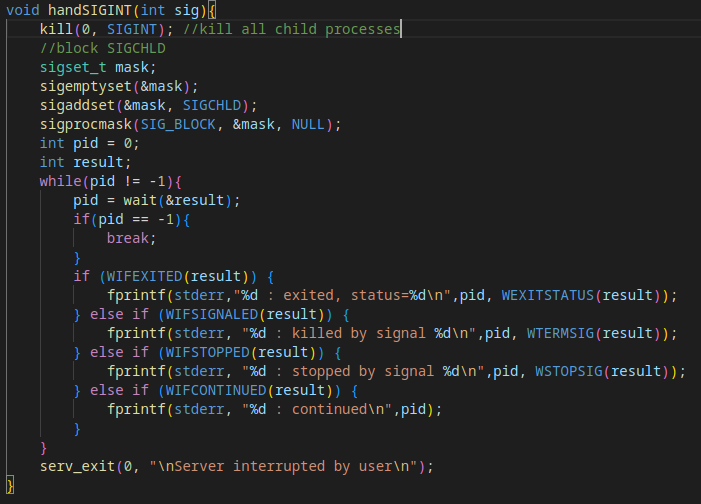 void handSIGINT(int sig){
    kill(0, SIGINT); //kill all child processes
    //block SIGCHLD
    sigset_t mask;
    sigemptyset(&mask);
    sigaddset(&mask, SIGCHLD);
    sigprocmask(SIG_BLOCK, &mask, NULL);
    int pid = 0;
    int result;
    while(pid != -1){
        pid = wait(&result);
        if(pid == -1){
            break;
        }
        if (WIFEXITED(result)) {
            fprintf(stderr,"%d : exited, status=%d\n",pid, WEXITSTATUS(result));
        } else if (WIFSIGNALED(result)) {
            fprintf(stderr, "%d : killed by signal %d\n",pid, WTERMSIG(result));
        } else if (WIFSTOPPED(result)) {
            fprintf(stderr, "%d : stopped by signal %d\n",pid, WSTOPSIG(result));
        } else if (WIFCONTINUED(result)) {
            fprintf(stderr, "%d : continued\n",pid);
        }
    }
    serv_exit(0, "\nServer interrupted by user\n");
}